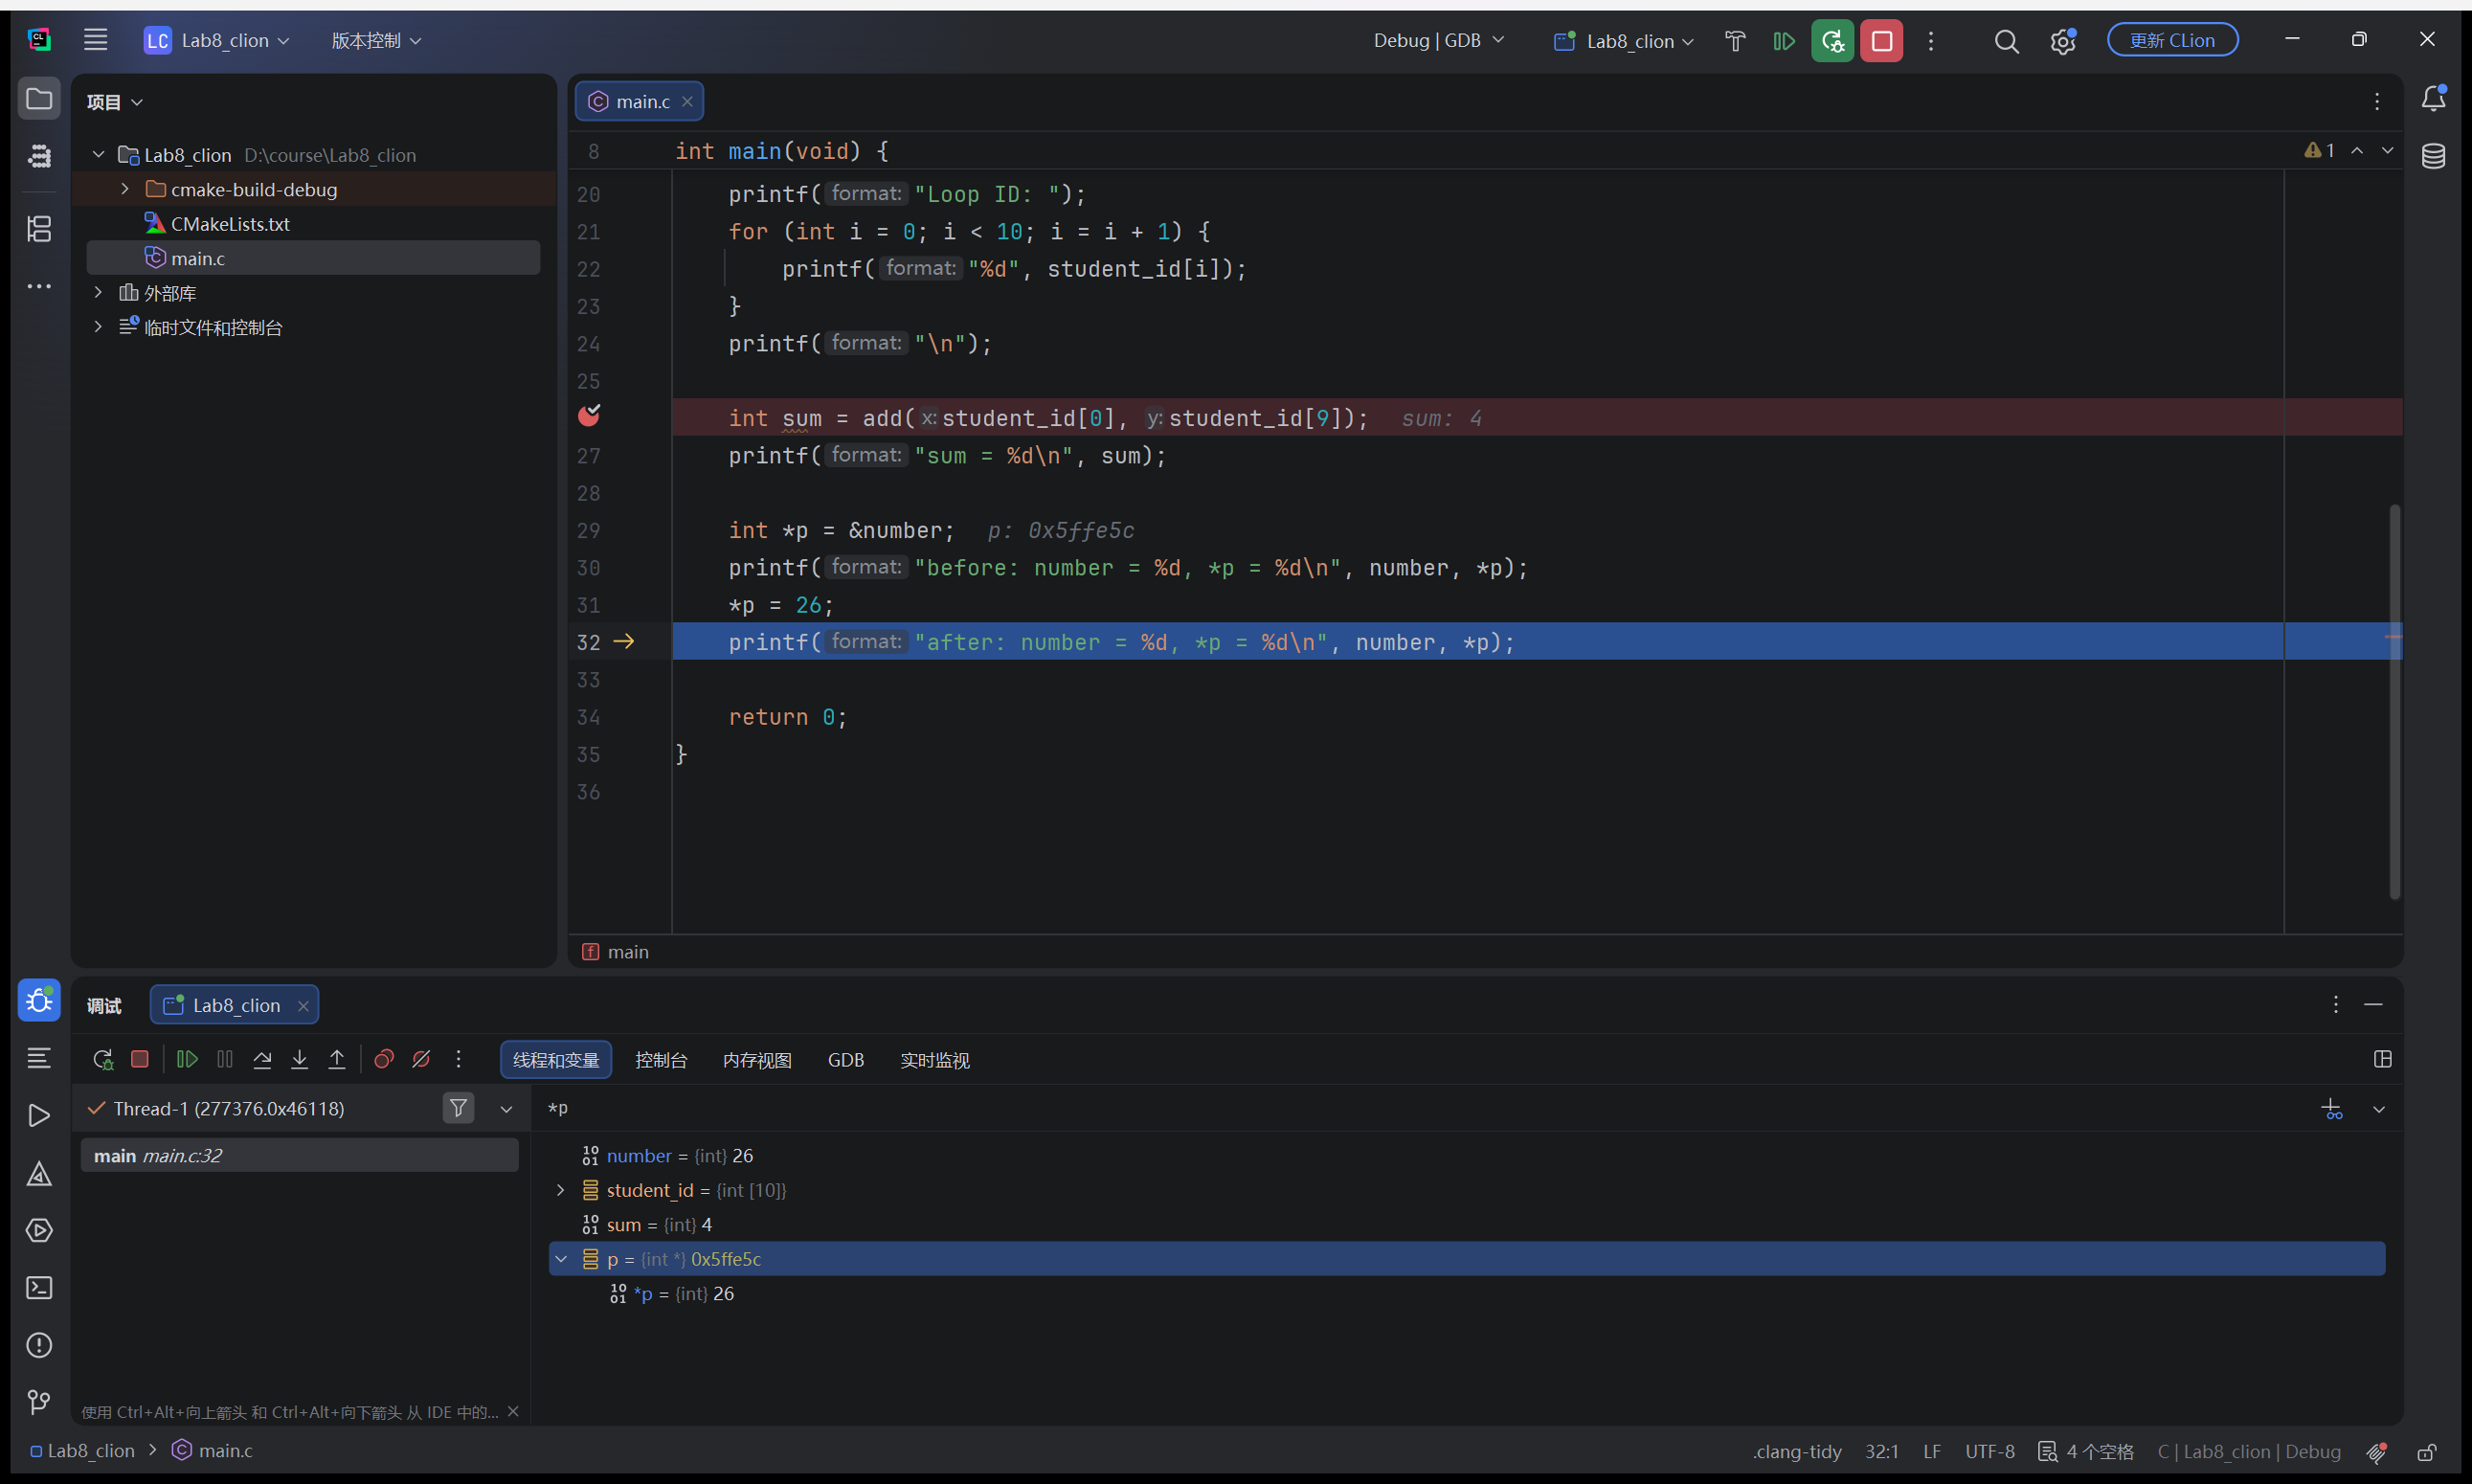 LC Lab8_clion 版本控制 Debug | GDB Lab8_clion 更新 CLion
项目
Lab8_clion D:\course\Lab8_clion
cmake-build-debug
CMakeLists.txt
main.c
外部库
临时文件和控制台
main.c
8 int main(void) { 1
20 printf( format: "Loop ID: ");
21 for (int i = 0; i < 10; i = i + 1) {
22 printf( format: "%d", student_id[i]);
23 }
24 printf( format: "\n");
25
int sum = add( x: student_id[0], y: student_id[9]); sum: 4
27 printf( format: "sum = %d\n", sum);
28
29 int *p = &number; p: 0x5ffe5c
30 printf( format: "before: number = %d, *p = %d\n", number, *p);
31 *p = 26;
32 printf( format: "after: number = %d, *p = %d\n", number, *p);
33
34 return 0;
35 }
36
main
调试 Lab8_clion
线程和变量 控制台 内存视图 GDB 实时监视
Thread-1 (277376.0x46118)
main main.c:32
*p
number = {int} 26
student_id = {int [10]}
sum = {int} 4
p = {int *} 0x5ffe5c
*p = {int} 26
使用 Ctrl+Alt+向上箭头 和 Ctrl+Alt+向下箭头 从 IDE 中的...
Lab8_clion main.c .clang-tidy 32:1 LF UTF-8 4 个空格 C | Lab8_clion | Debug